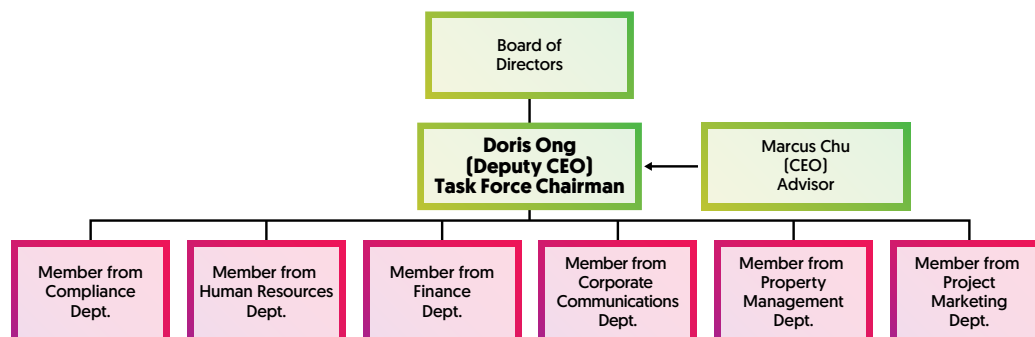 Board of
Directors
Doris Ong
(Deputy CEO)
Task Force Chairman
Marcus Chu
(CEO)
Advisor
Member from
Compliance
Dept.
Member from
Human Resources
Dept.
Member from
Finance
Dept.
Member from
Corporate
Communications
Dept.
Member from
Property
Management
Dept.
Member from
Project
Marketing
Dept.